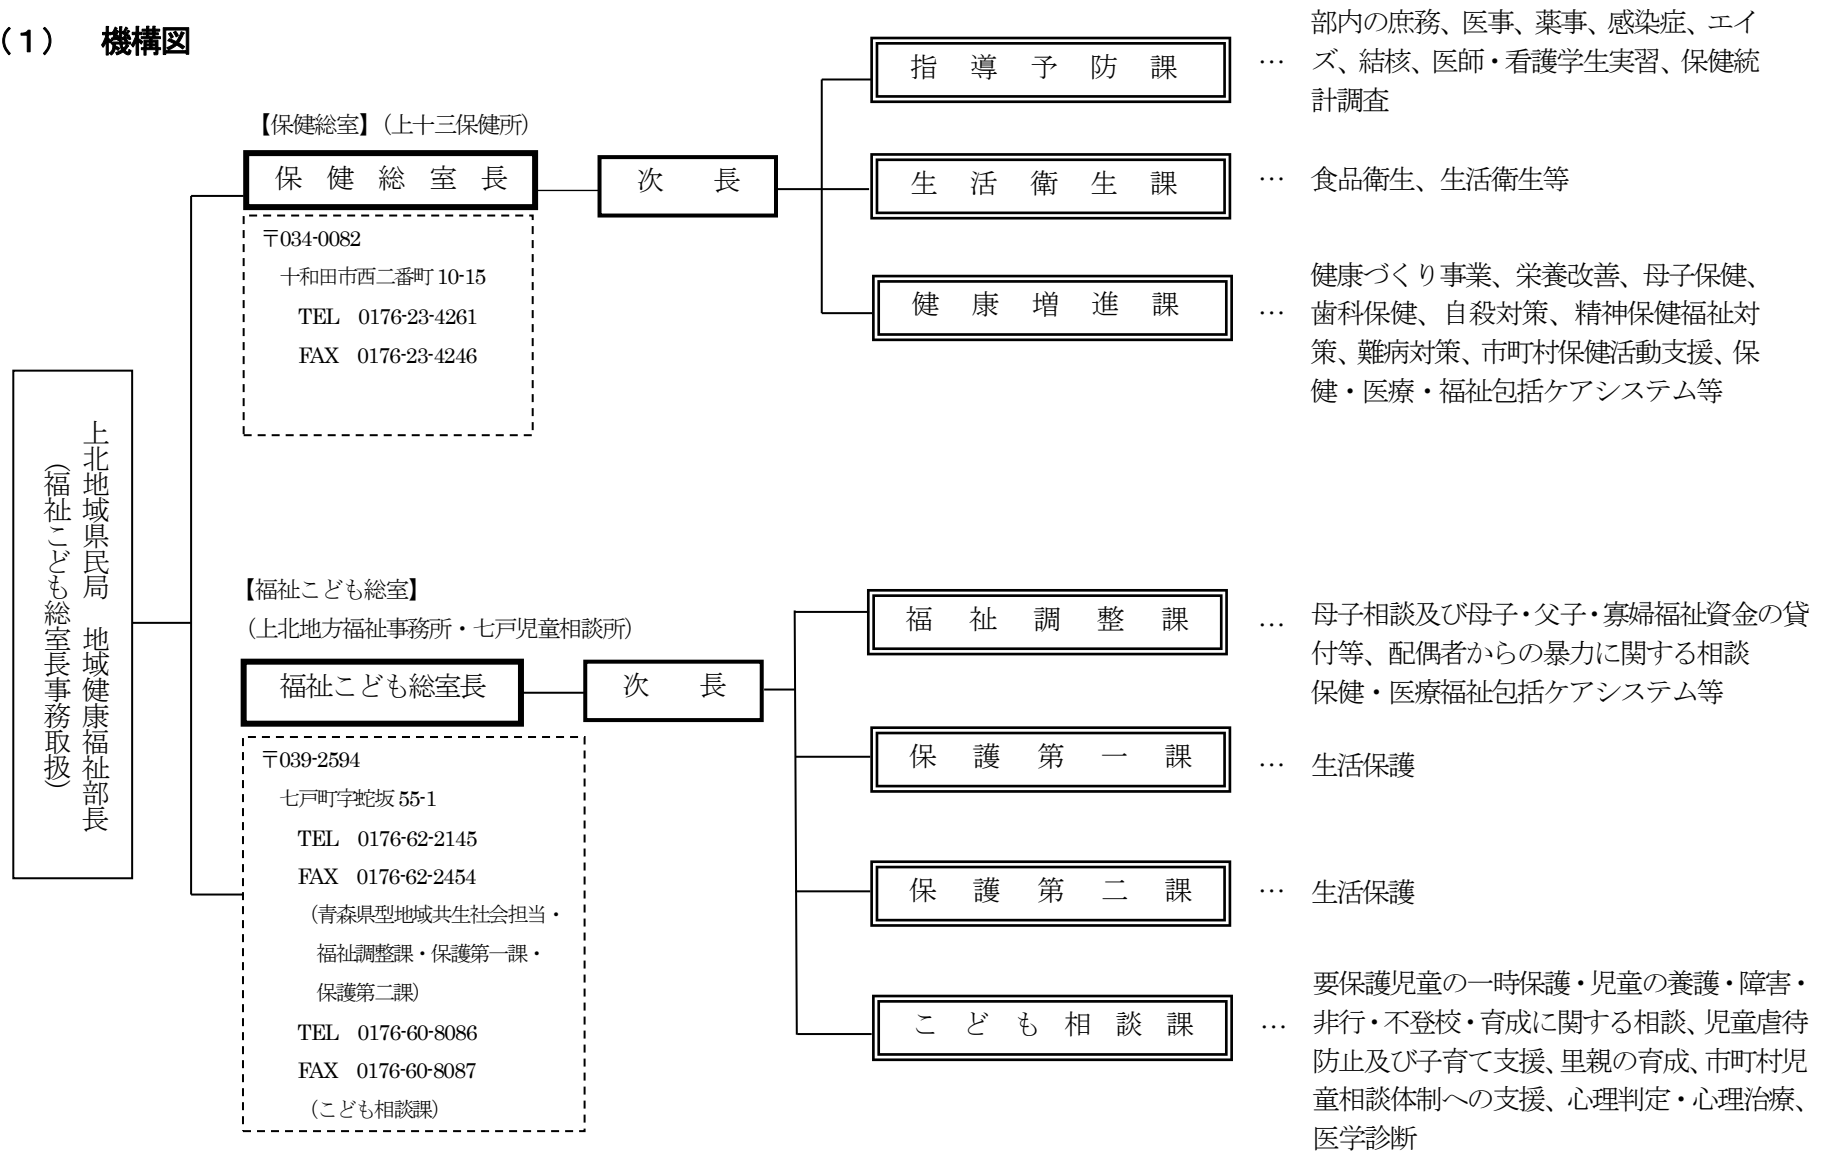 （１）　機構図
上北地域県民局　地域健康福祉部長
（福祉こども総室長事務取扱）
【保健総室】（上十三保健所）
保健総室長
次長
〒034-0082
十和田市西二番町 10-15
TEL　0176-23-4261
FAX　0176-23-4246
指導予防課
… 部内の庶務、医事、薬事、感染症、エイ
ズ、結核、医師・看護学生実習、保健統
計調査
生活衛生課
… 食品衛生、生活衛生等
健康増進課
… 健康づくり事業、栄養改善、母子保健、
歯科保健、自殺対策、精神保健福祉対
策、難病対策、市町村保健活動支援、保
健・医療・福祉包括ケアシステム等
【福祉こども総室】
（上北地方福祉事務所・七戸児童相談所）
福祉こども総室長
次長
〒039-2594
七戸町字蛇坂 55-1
TEL　0176-62-2145
FAX　0176-62-2454
（青森県型地域共生社会担当・
福祉調整課・保護第一課・
保護第二課）
TEL　0176-60-8086
FAX　0176-60-8087
（こども相談課）
福祉調整課
… 母子相談及び母子・父子・寡婦福祉資金の貸
付等、配偶者からの暴力に関する相談
保健・医療福祉包括ケアシステム等
保護第一課
… 生活保護
保護第二課
… 生活保護
こども相談課
… 要保護児童の一時保護・児童の養護・障害・
非行・不登校・育成に関する相談、児童虐待
防止及び子育て支援、里親の育成、市町村児
童相談体制への支援、心理判定・心理治療、
医学診断